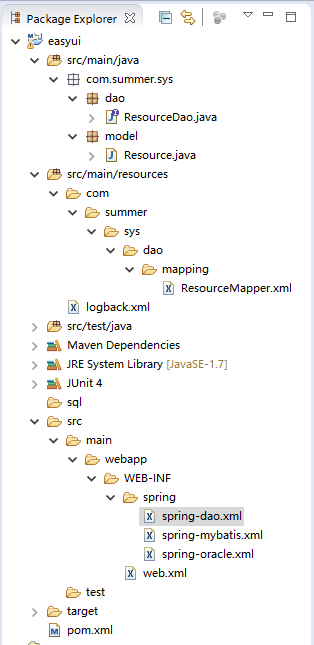 Package Explorer
easyui
src/main/java
com.summer.sys
dao
ResourceDao.java
model
Resource.java
src/main/resources
com
summer
sys
dao
mapping
ResourceMapper.xml
logback.xml
src/test/java
Maven Dependencies
JRE System Library [JavaSE-1.7]
JUnit 4
sql
src
main
webapp
WEB-INF
spring
spring-dao.xml
spring-mybatis.xml
spring-oracle.xml
web.xml
test
target
pom.xml